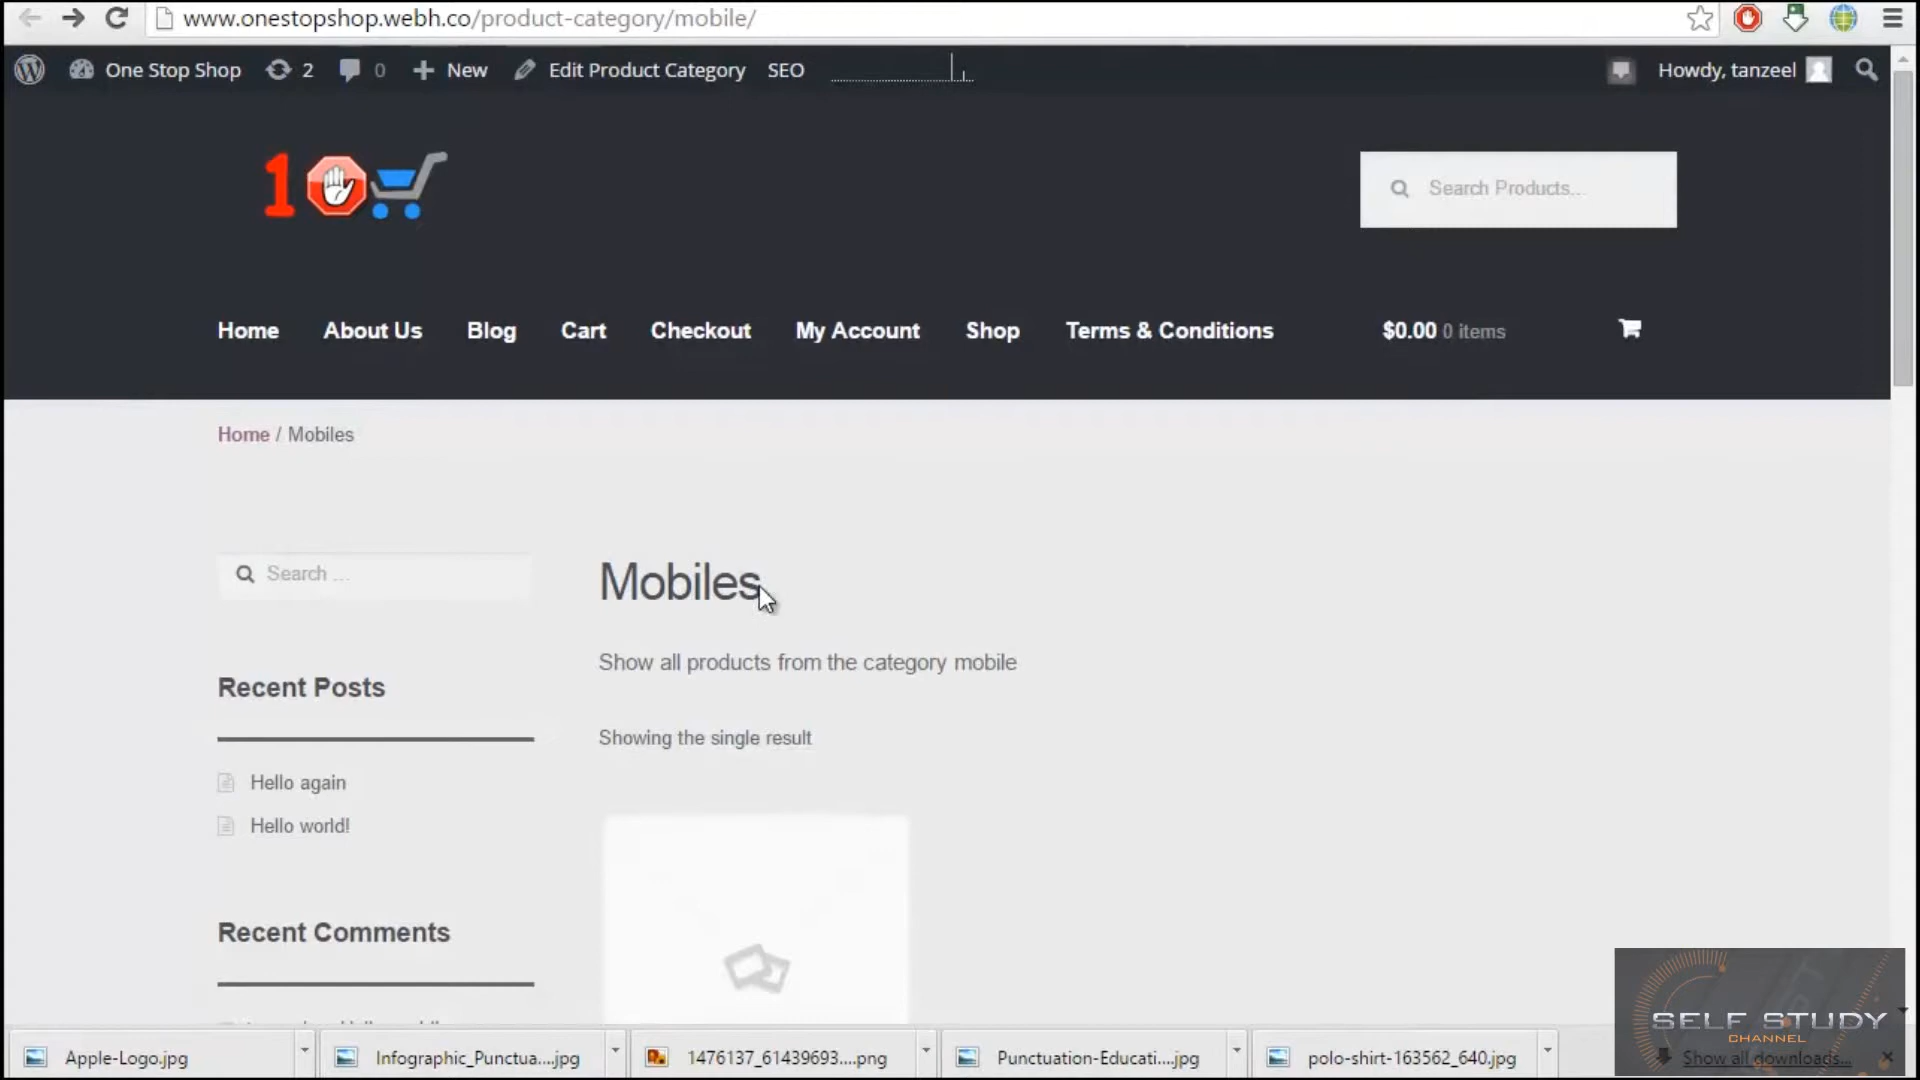 www.onestopshop.webh.co/product-category/mobile/
One Stop Shop 2 0 New Edit Product Category SEO Howdy, tanzeel
1
Search Products...
Home About Us Blog Cart Checkout My Account Shop Terms & Conditions $0.00 0 items
Home / Mobiles
Search ...
Mobiles
Show all products from the category mobile
Recent Posts
Showing the single result
Hello again
Hello world!
Recent Comments
SELF STUDY
CHANNEL
Apple-Logo.jpg Infographic_Punctua....jpg 1476137_61439693....png Punctuation-Educati....jpg polo-shirt-163562_640.jpg Show all downloads...